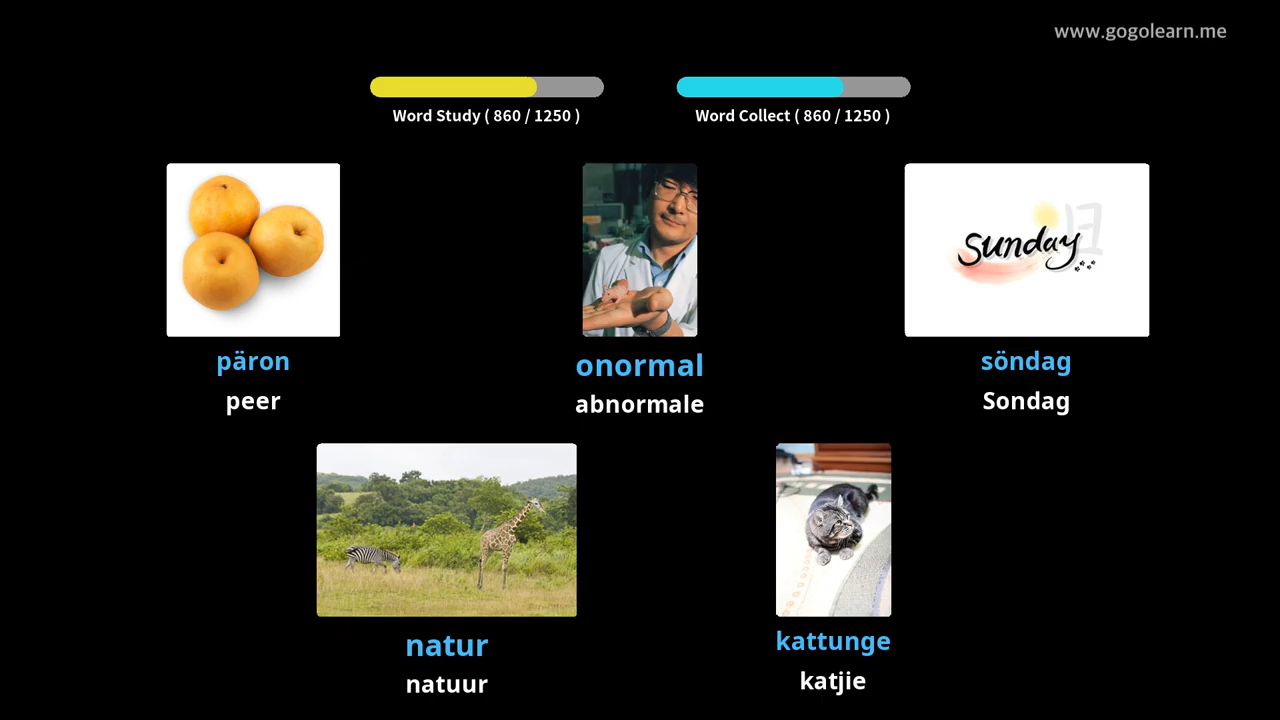 www.gogolearn.me
Word Study ( 860 / 1250 )
Word Collect ( 860 / 1250 )
Sunday
日
päron
peer
onormal
abnormale
söndag
Sondag
natur
natuur
kattunge
katjie